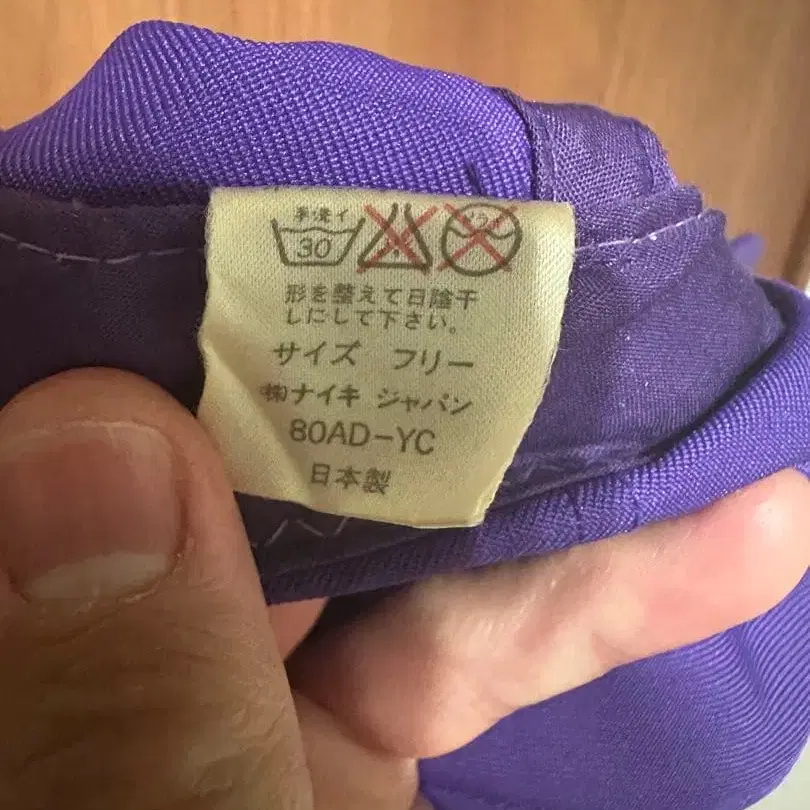 手洗イ
30
形を整えて日陰干
しにして下さい。
サイズ フリー
㈱ナイキ ジャパン
80AD-YC
日本製